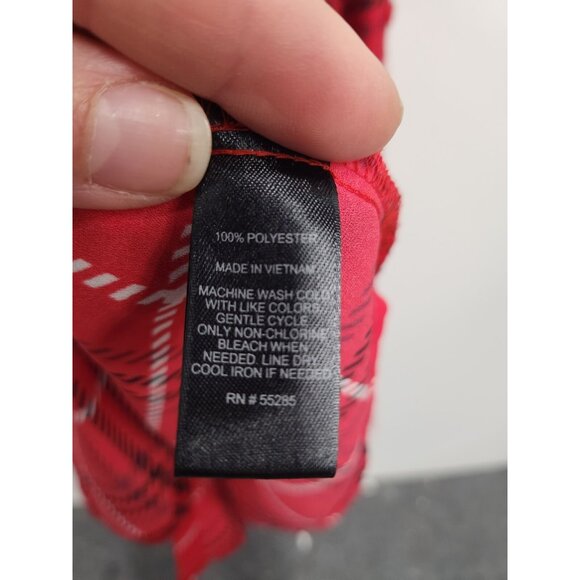 100% POLYESTER
MADE IN VIETNAM
MACHINE WASH COLD
WITH LIKE COLORS.
GENTLE CYCLE.
ONLY NON-CHLORINE
BLEACH WHEN
NEEDED. LINE DRY.
COOL IRON IF NEEDED.
RN # 55285